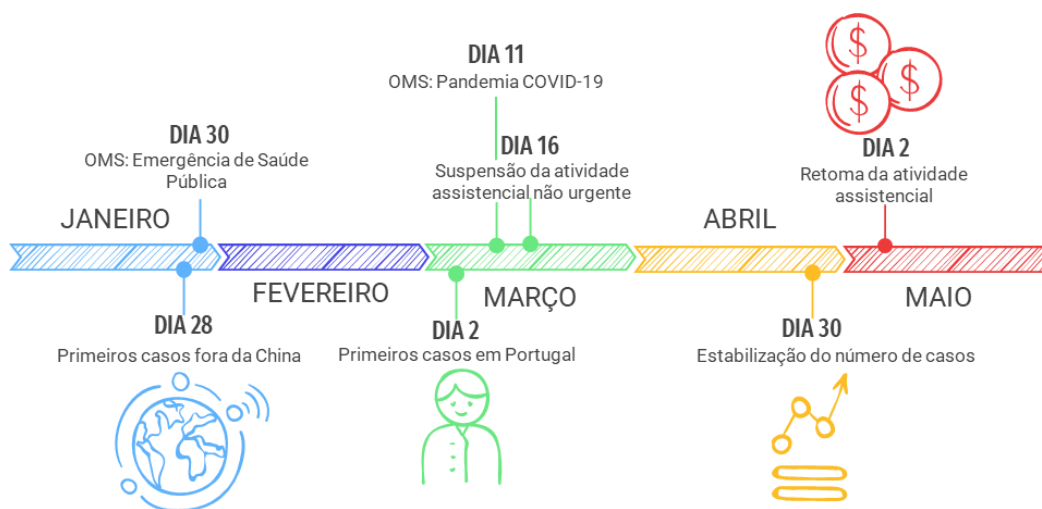 DIA 11
OMS: Pandemia COVID-19
DIA 30
OMS: Emergência de Saúde
Pública
DIA 16
Suspensão da atividade
assistencial não urgente
DIA 2
Retoma da atividade
assistencial
JANEIRO
FEVEREIRO
MARÇO
ABRIL
MAIO
DIA 28
Primeiros casos fora da China
DIA 2
Primeiros casos em Portugal
DIA 30
Estabilização do número de casos
$
$
$